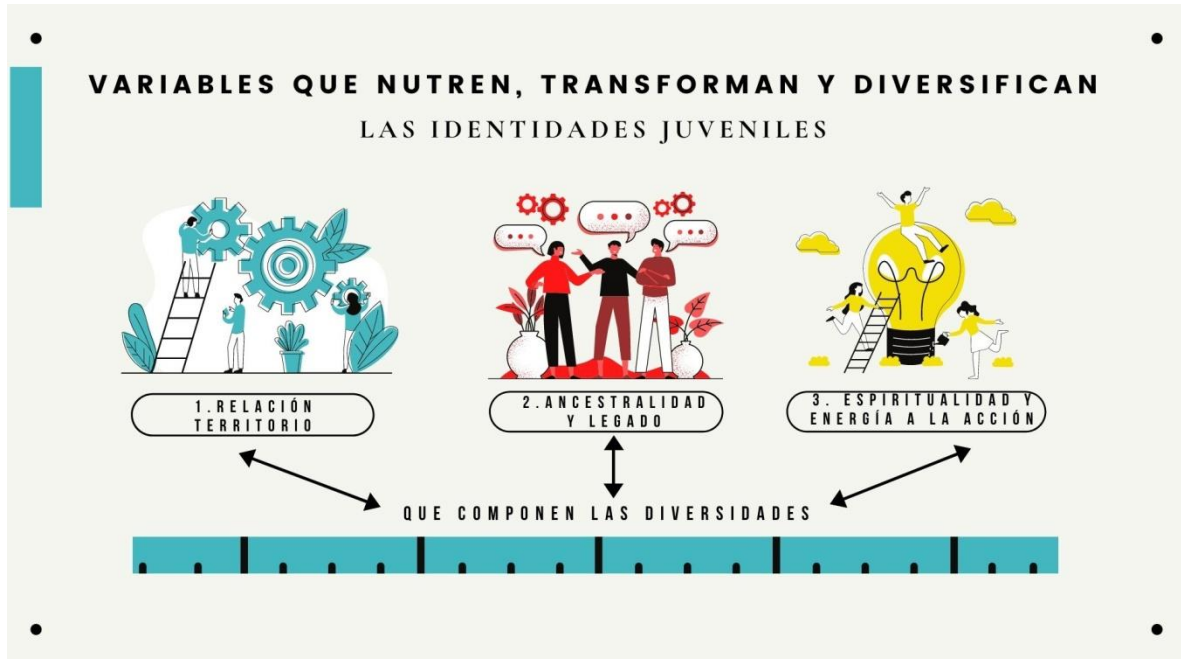 VARIABLES QUE NUTREN, TRANSFORMAN Y DIVERSIFICAN
LAS IDENTIDADES JUVENILES
1.RELACIÓN
TERRITORIO
2.ANCESTRALIDAD
Y LEGADO
3. ESPIRITUALIDAD Y
ENERGÍA A LA ACCIÓN
QUE COMPONEN LAS DIVERSIDADES